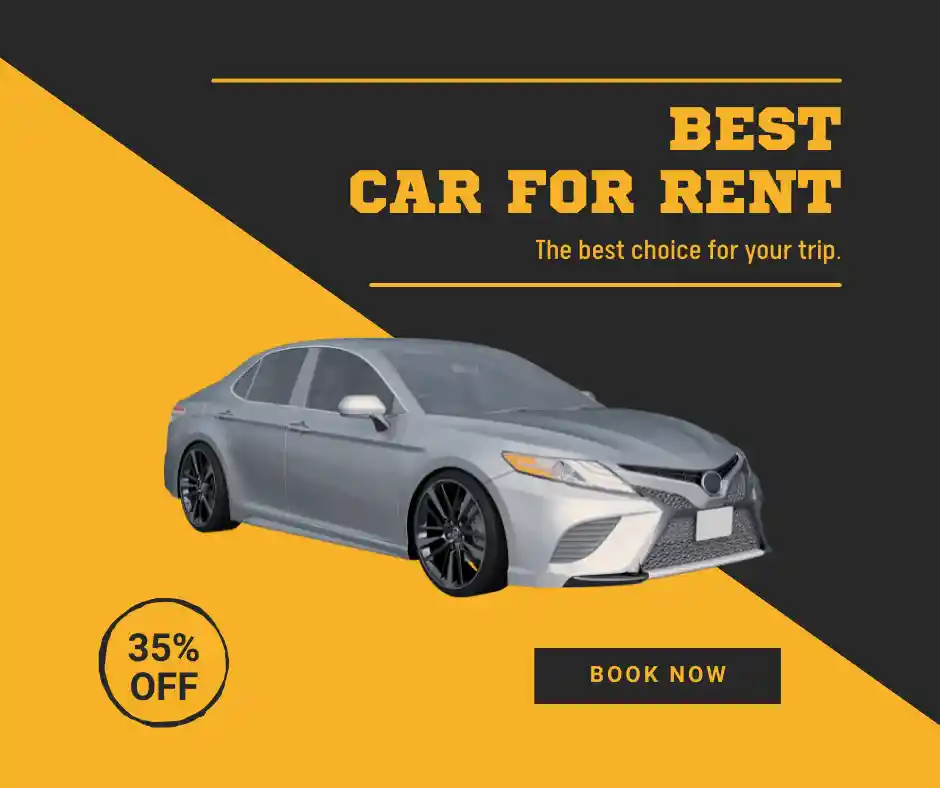 BEST
CAR FOR RENT
The best choice for your trip.
35%
OFF
BOOK NOW